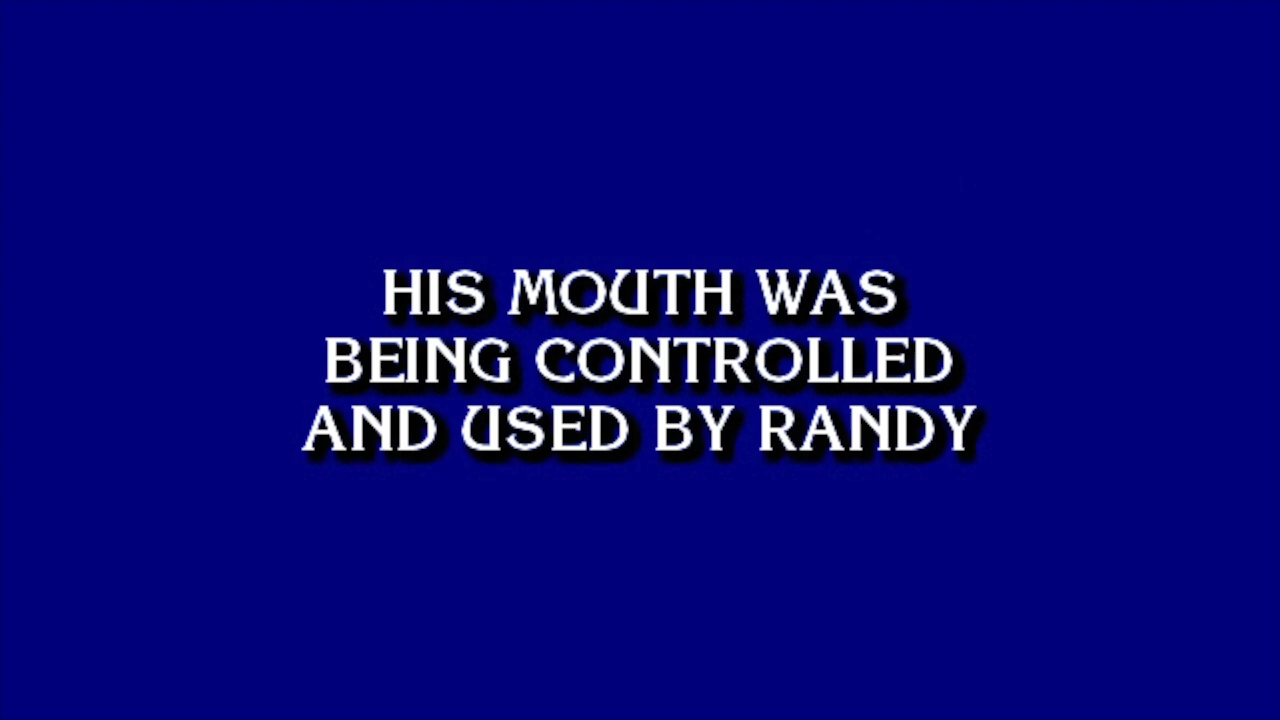 HIS MOUTH WAS
BEING CONTROLLED
AND USED BY RANDY